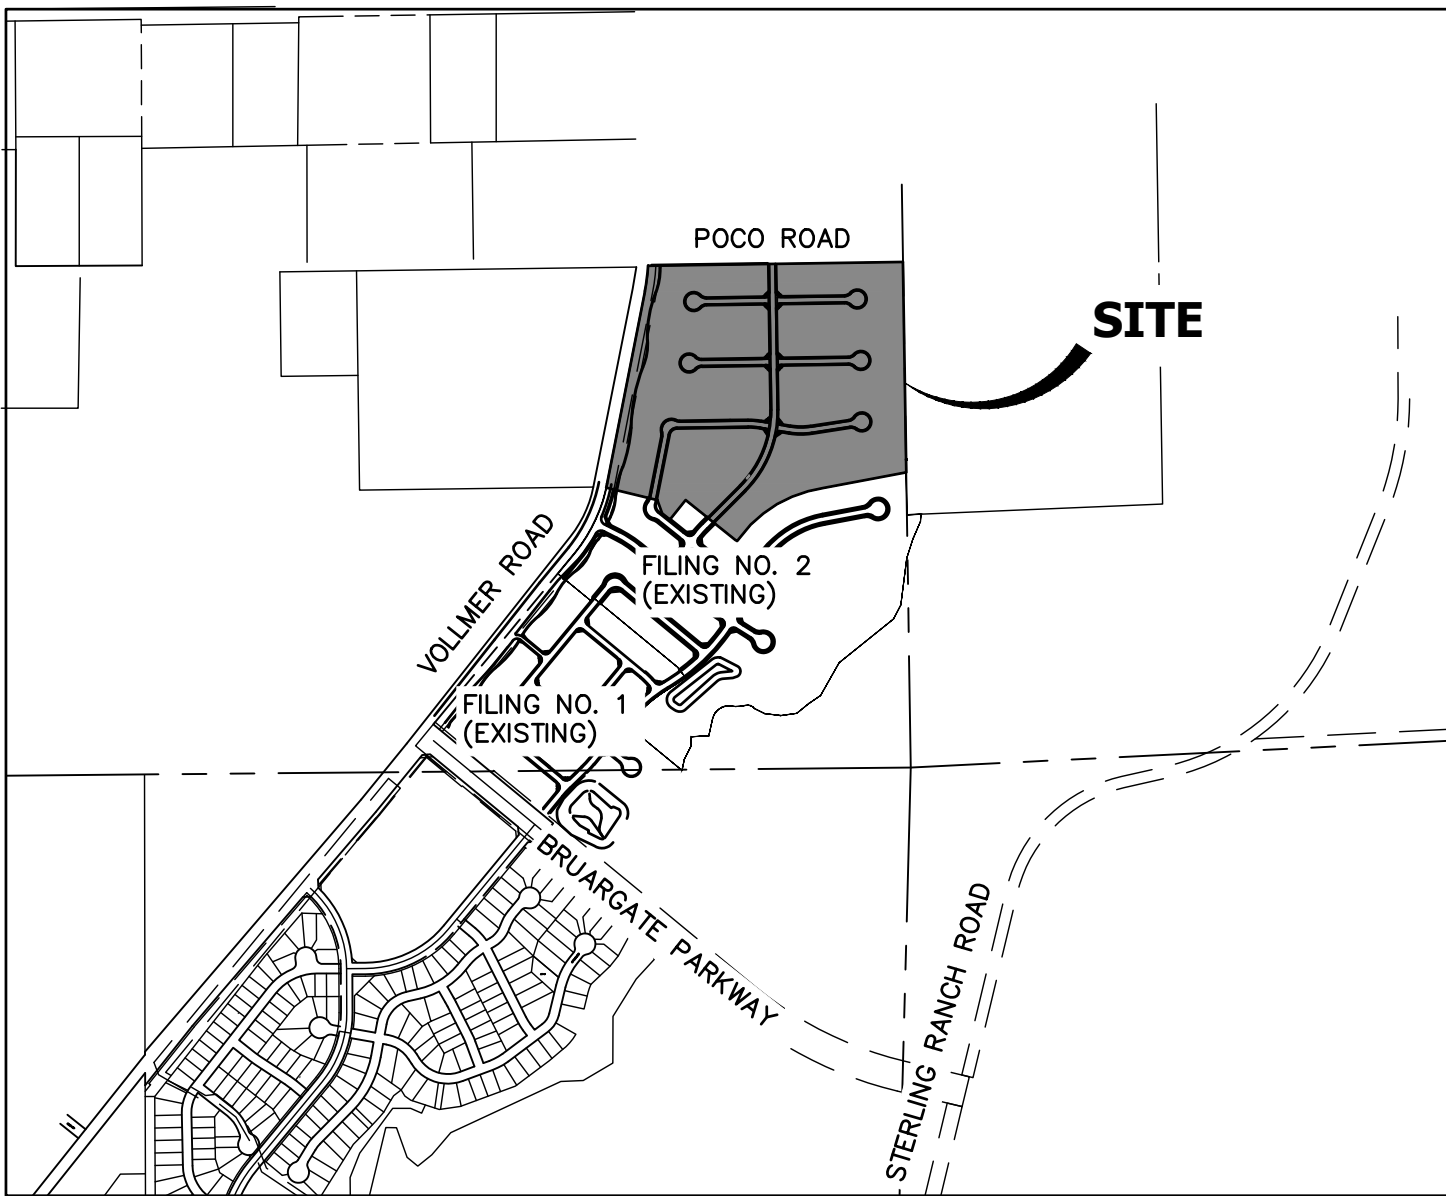 POCO ROAD
SITE
VOLLMER ROAD
FILING NO. 2
(EXISTING)
FILING NO. 1
(EXISTING)
BRUARGATE PARKWAY
STERLING RANCH ROAD